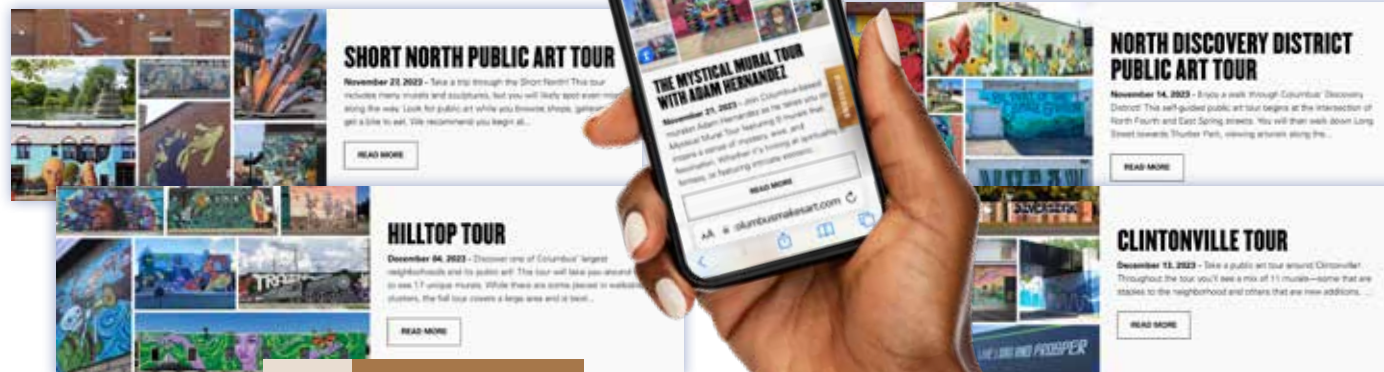 SHORT NORTH PUBLIC ART TOUR
November 27, 2023 – Take a trip through the Short North! This tour
includes many murals and sculptures, but you will likely spot even
along the way. Look for public art while you browse shops,
get a bite to eat. We recommend you begin at...
READ MORE
THE MYSTICAL MURAL TOUR
WITH ADAM HERNANDEZ
November 21, 2023 – Join Columbus-based
muralist Adam Hernandez as he takes you on
Mystical Mural Tour featuring 9 murals that
inspire a sense of mystery, awe, and
fascination. Whether it's hinting at spirituality,
fantasy, or featuring intricate
READ MORE
AA olumbusmakesart.com
NORTH DISCOVERY DISTRICT
PUBLIC ART TOUR
November 14, 2023 – Enjoy a walk through Columbus' Discovery
District! This self-guided public art tour begins at the intersection of
North Fourth and East Spring streets. You will then walk down Long
Street towards Thurber Park, viewing artwork along the...
READ MORE
HILLTOP TOUR
December 04, 2023 – Discover one of Columbus' largest
neighborhoods and its public art! This tour will take you around
to see 17 unique murals. While there are some placed in walkable
clusters, the full tour covers a large area and is best...
READ MORE
CLINTONVILLE TOUR
December 13, 2023 – Take a public art tour around Clintonville!
Throughout the tour you'll see a mix of 11 murals—some that are
staples to the neighborhood and others that are new additions. ...
READ MORE
LIVE LONG AND PROSPER